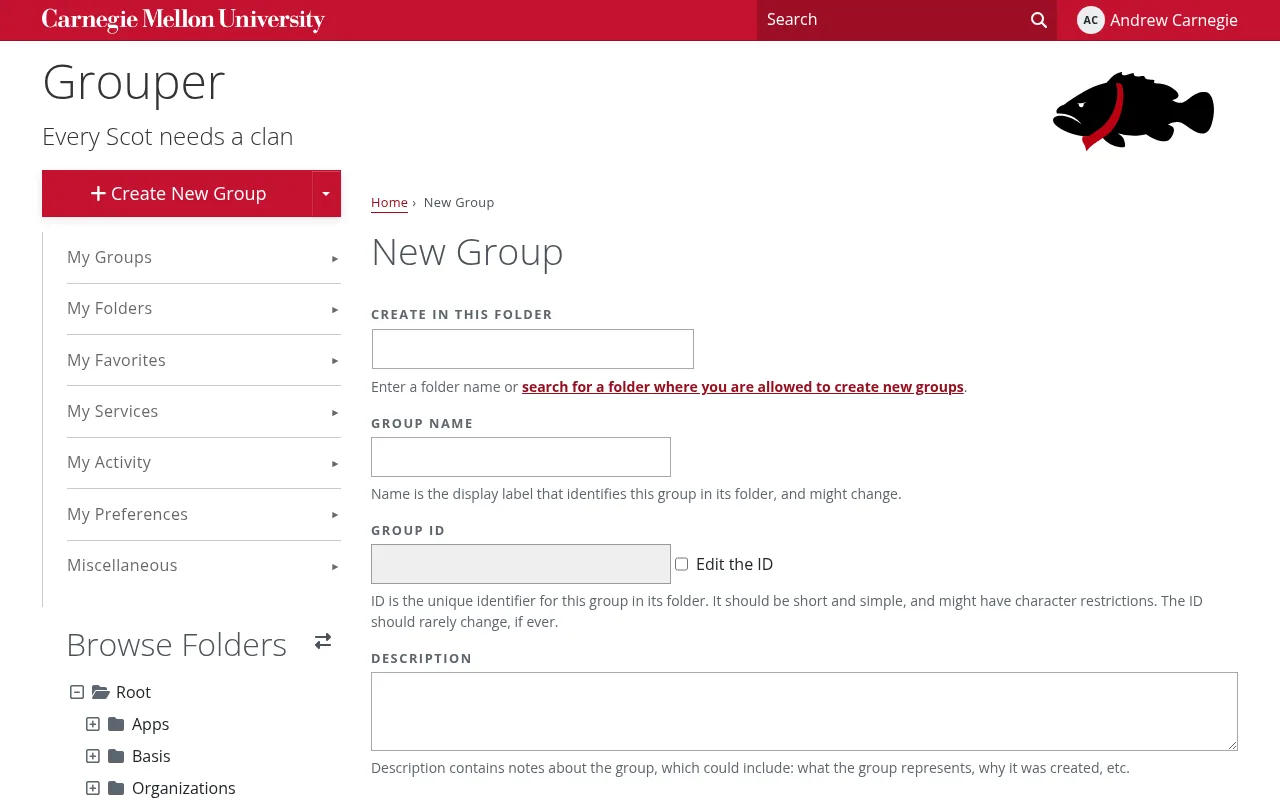 Carnegie Mellon University
Search
AC Andrew Carnegie
Grouper
Every Scot needs a clan
Create New Group
My Groups
My Folders
My Favorites
My Services
My Activity
My Preferences
Miscellaneous
Browse Folders
Root
Apps
Basis
Organizations
Home › New Group
New Group
CREATE IN THIS FOLDER
Enter a folder name or search for a folder where you are allowed to create new groups.
GROUP NAME
Name is the display label that identifies this group in its folder, and might change.
GROUP ID
Edit the ID
ID is the unique identifier for this group in its folder. It should be short and simple, and might have character restrictions. The ID
should rarely change, if ever.
DESCRIPTION
Description contains notes about the group, which could include: what the group represents, why it was created, etc.